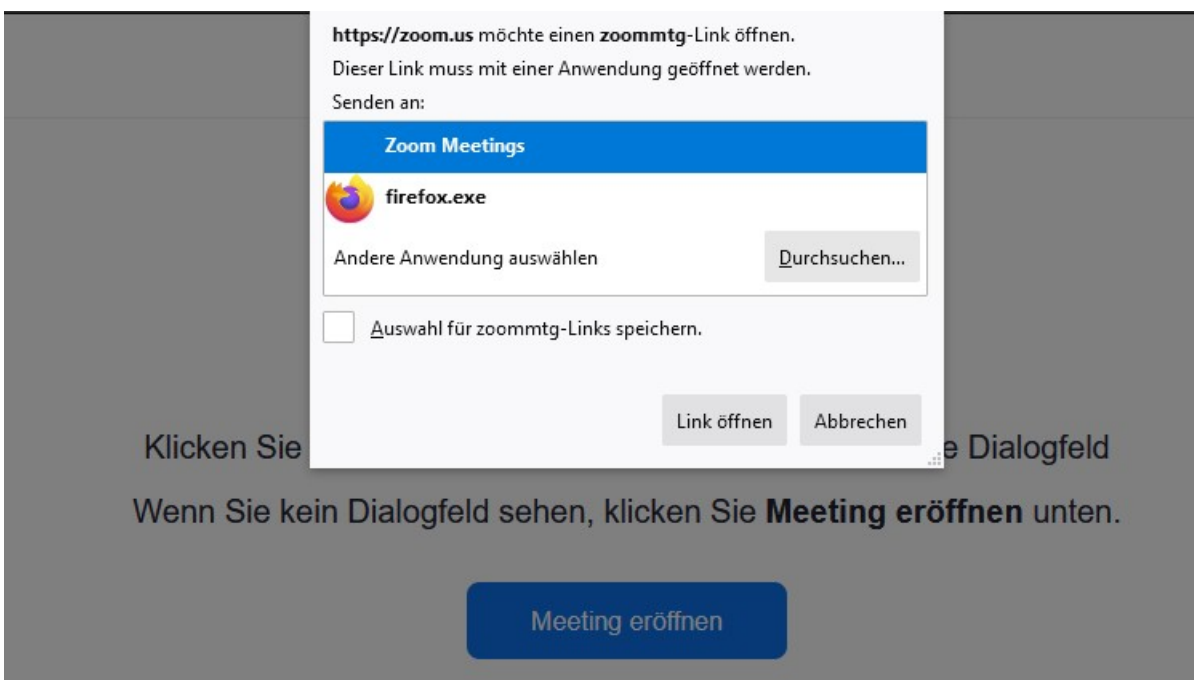 https://zoom.us möchte einen zoommtg-Link öffnen.
Dieser Link muss mit einer Anwendung geöffnet werden.
Senden an:
Zoom Meetings
firefox.exe
Andere Anwendung auswählen Durchsuchen...
Auswahl für zoommtg-Links speichern.
Link öffnen Abbrechen
Klicken Sie e Dialogfeld
Wenn Sie kein Dialogfeld sehen, klicken Sie Meeting eröffnen unten.
Meeting eröffnen